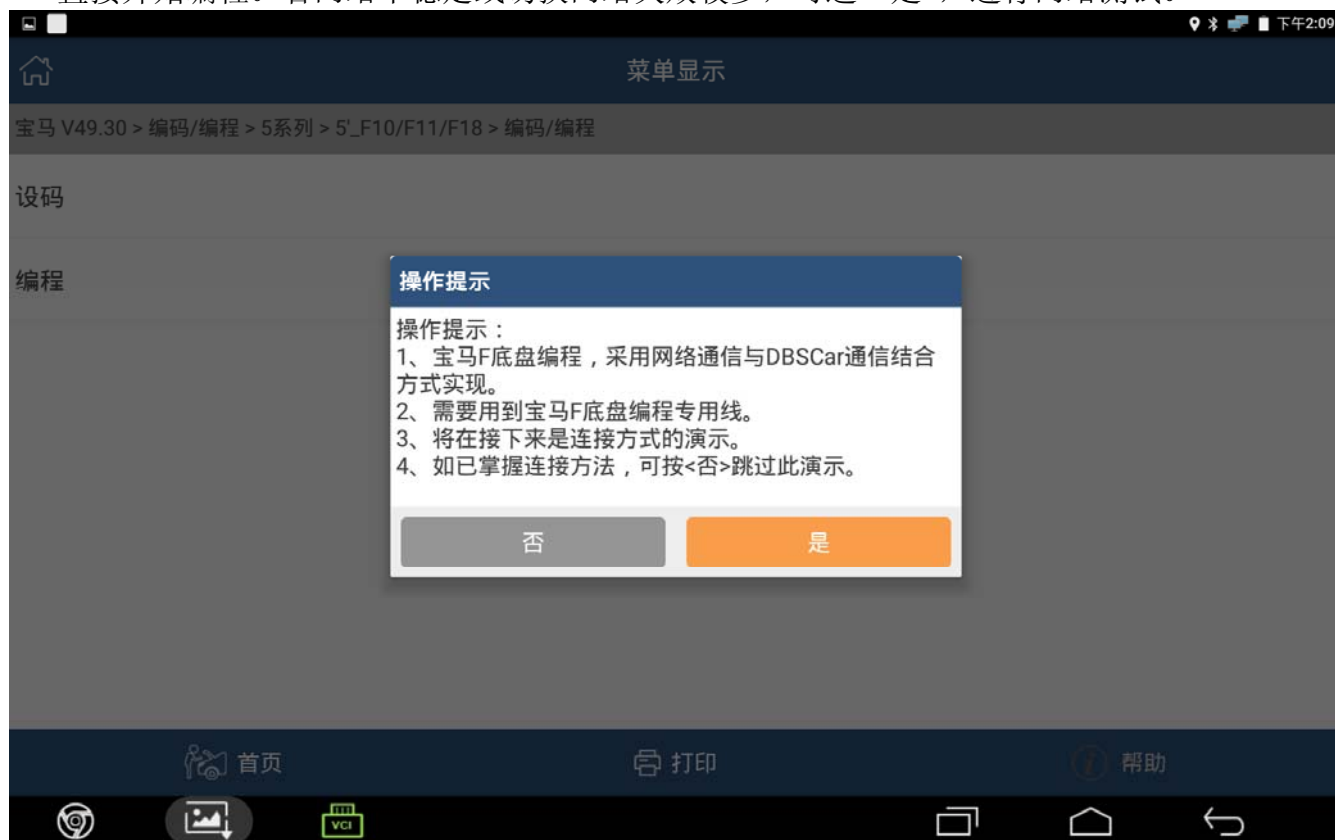 下午2:09
菜单显示
宝马 V49.30 > 编码/编程 > 5系列 > 5'_F10/F11/F18 > 编码/编程
设码
编程
操作提示
操作提示：
1、宝马F底盘编程，采用网络通信与DBSCar通信结合
方式实现。
2、需要用到宝马F底盘编程专用线。
3、将在接下来是连接方式的演示。
4、如已掌握连接方法，可按<否>跳过此演示。
否
是
首页
打印
帮助
VCI